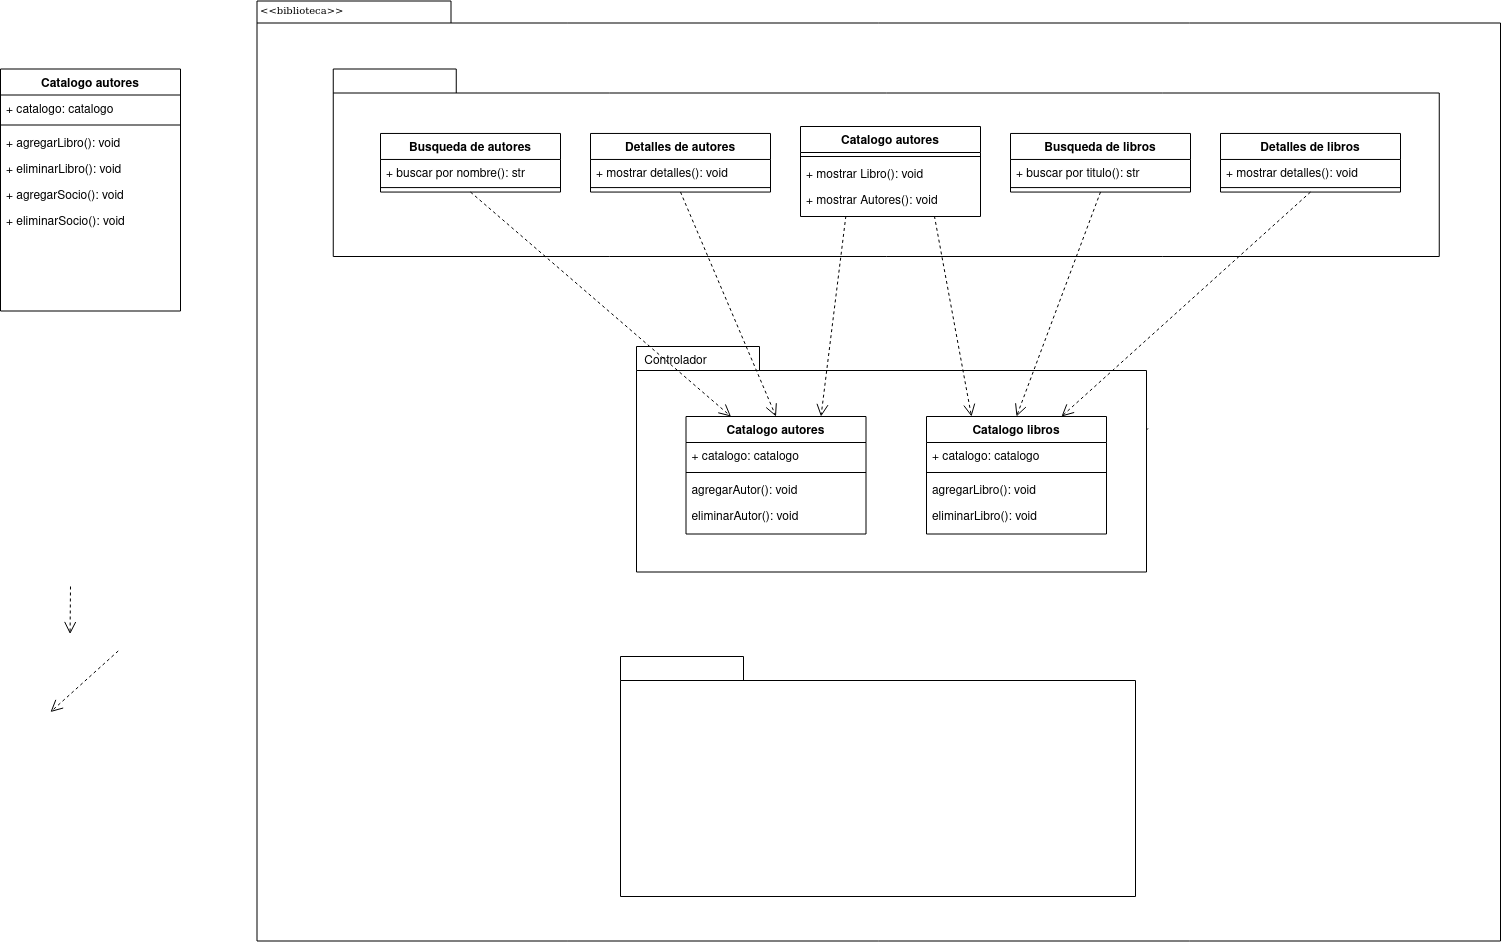 <<biblioteca>>
Catalogo autores
+ catalogo: catalogo
+ agregarLibro(): void
+ eliminarLibro(): void
+ agregarSocio(): void
+ eliminarSocio(): void
Busqueda de autores
+ buscar por nombre(): str
Detalles de autores
+ mostrar detalles(): void
Catalogo autores
+ mostrar Libro(): void
+ mostrar Autores(): void
Busqueda de libros
+ buscar por titulo(): str
Detalles de libros
+ mostrar detalles(): void
Controlador
Catalogo autores
+ catalogo: catalogo
agregarAutor(): void
eliminarAutor(): void
Catalogo libros
+ catalogo: catalogo
agregarLibro(): void
eliminarLibro(): void